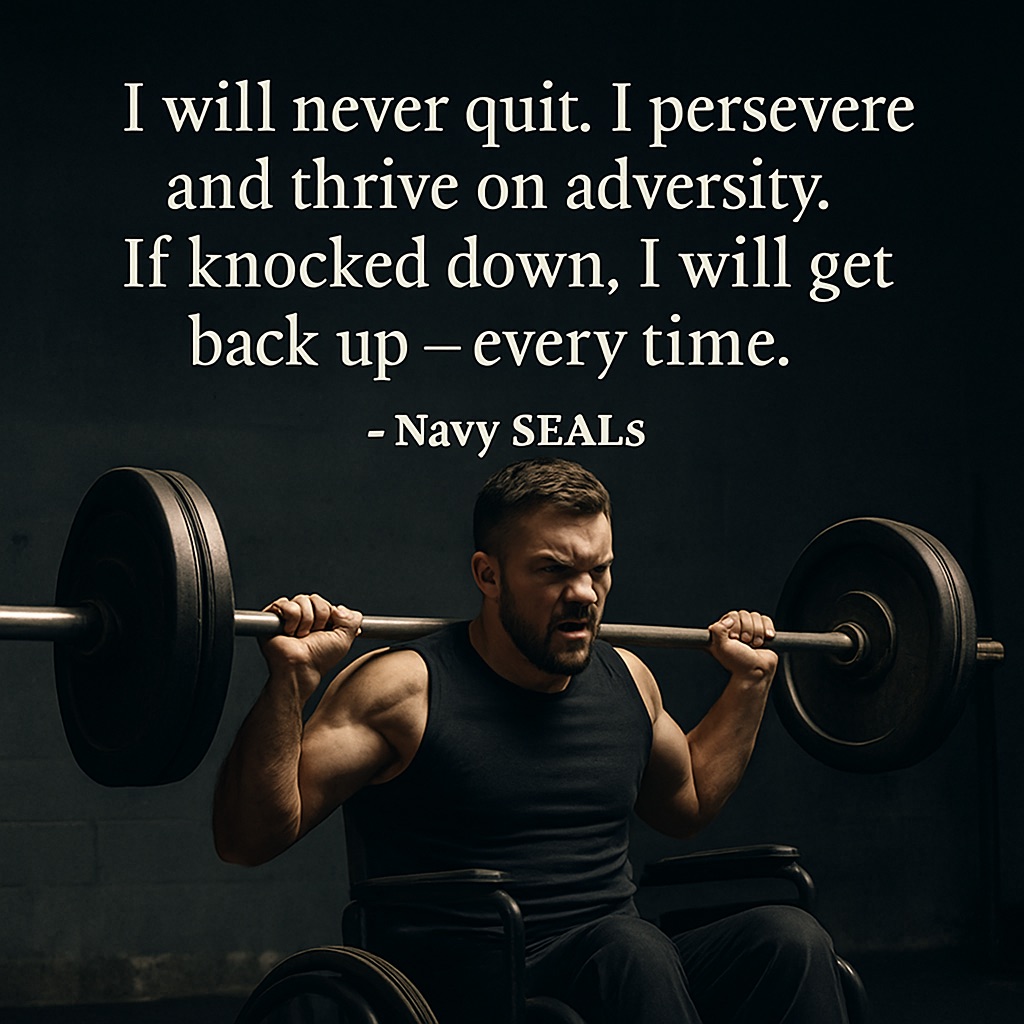 I will never quit. I persevere
and thrive on adversity.
If knocked down, I will get
back up – every time.
- Navy SEALs